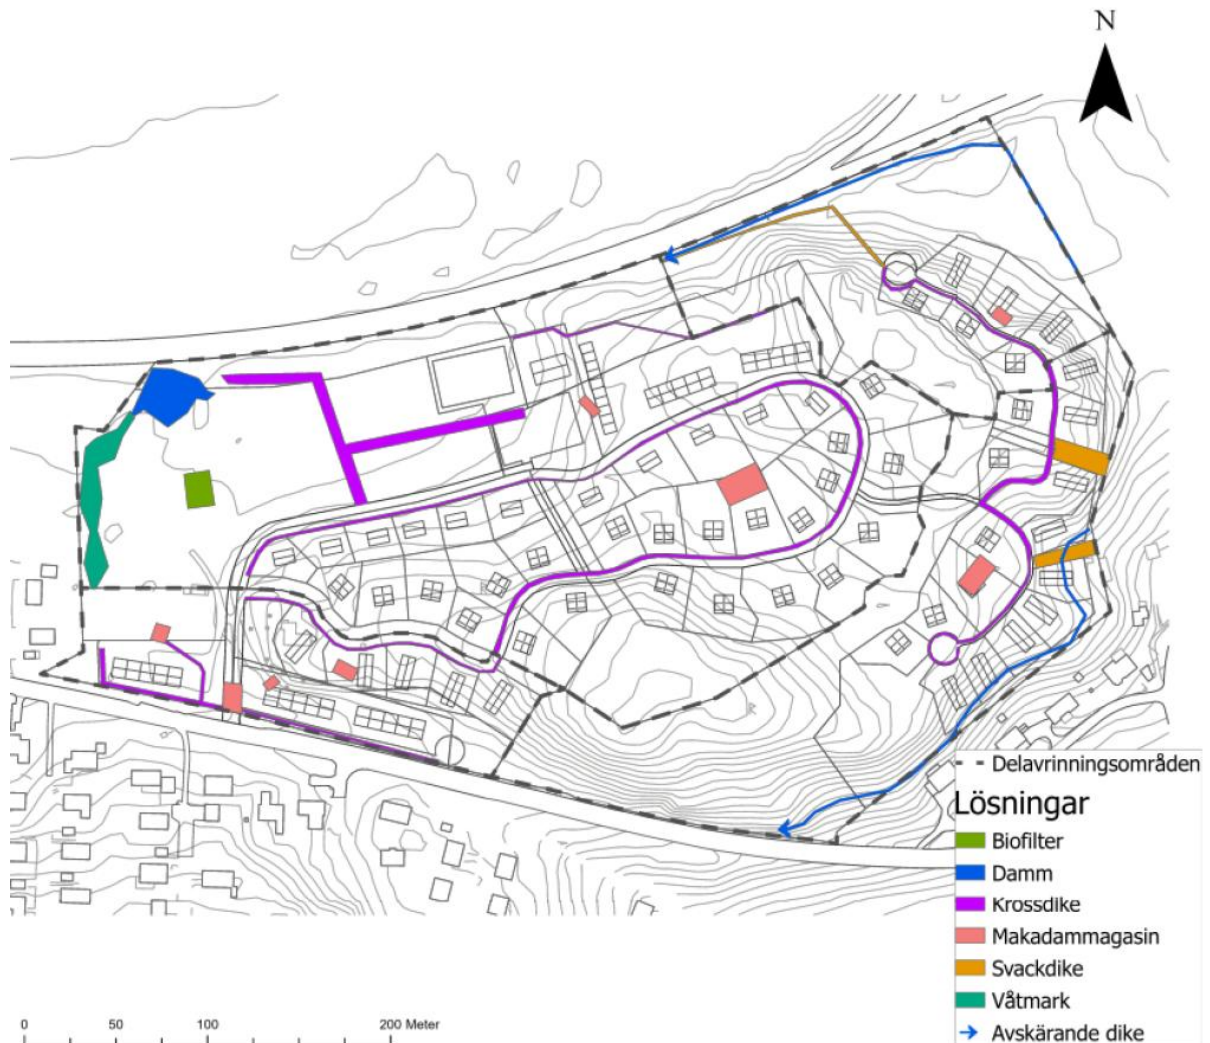 N
Delavrinningsområden
Lösningar
Biofilter
Damm
Krossdike
Makadammagasin
Svackdike
Våtmark
Avskärande dike
0 50 100 200 Meter